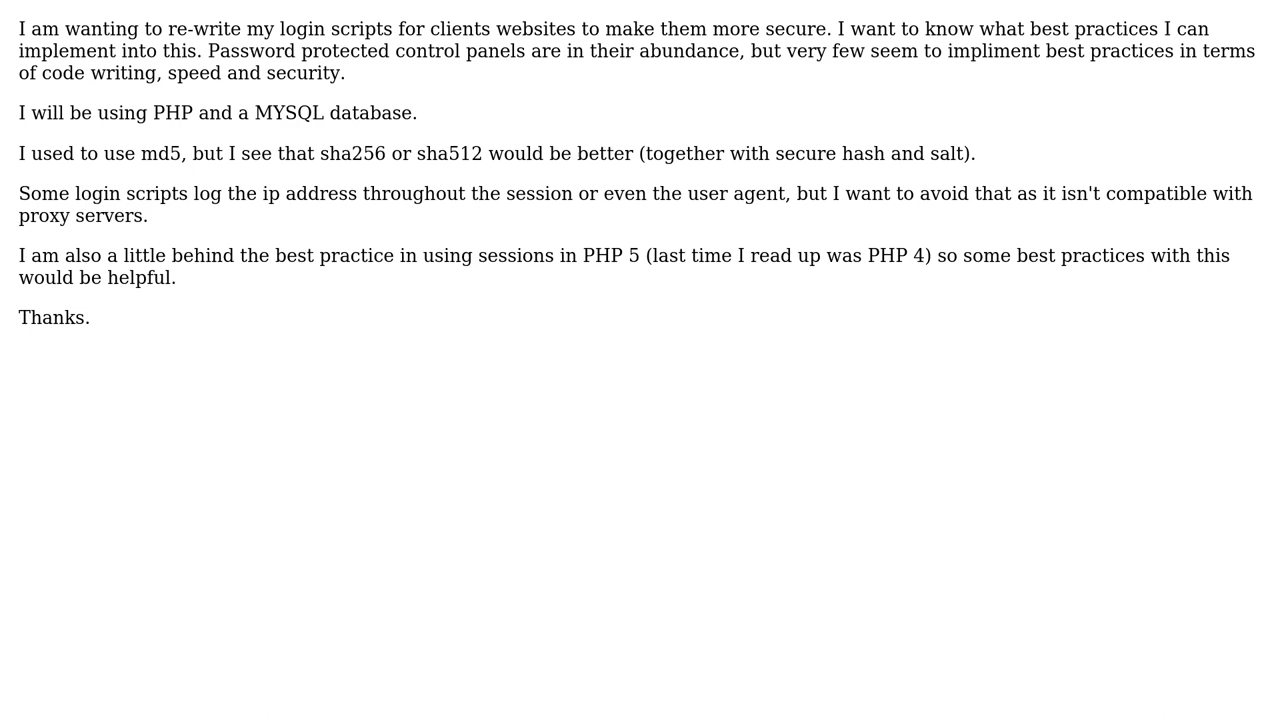 I am wanting to re-write my login scripts for clients websites to make them more secure. I want to know what best practices I can
implement into this. Password protected control panels are in their abundance, but very few seem to impliment best practices in terms
of code writing, speed and security.
I will be using PHP and a MYSQL database.
I used to use md5, but I see that sha256 or sha512 would be better (together with secure hash and salt).
Some login scripts log the ip address throughout the session or even the user agent, but I want to avoid that as it isn't compatible with
proxy servers.
I am also a little behind the best practice in using sessions in PHP 5 (last time I read up was PHP 4) so some best practices with this
would be helpful.
Thanks.